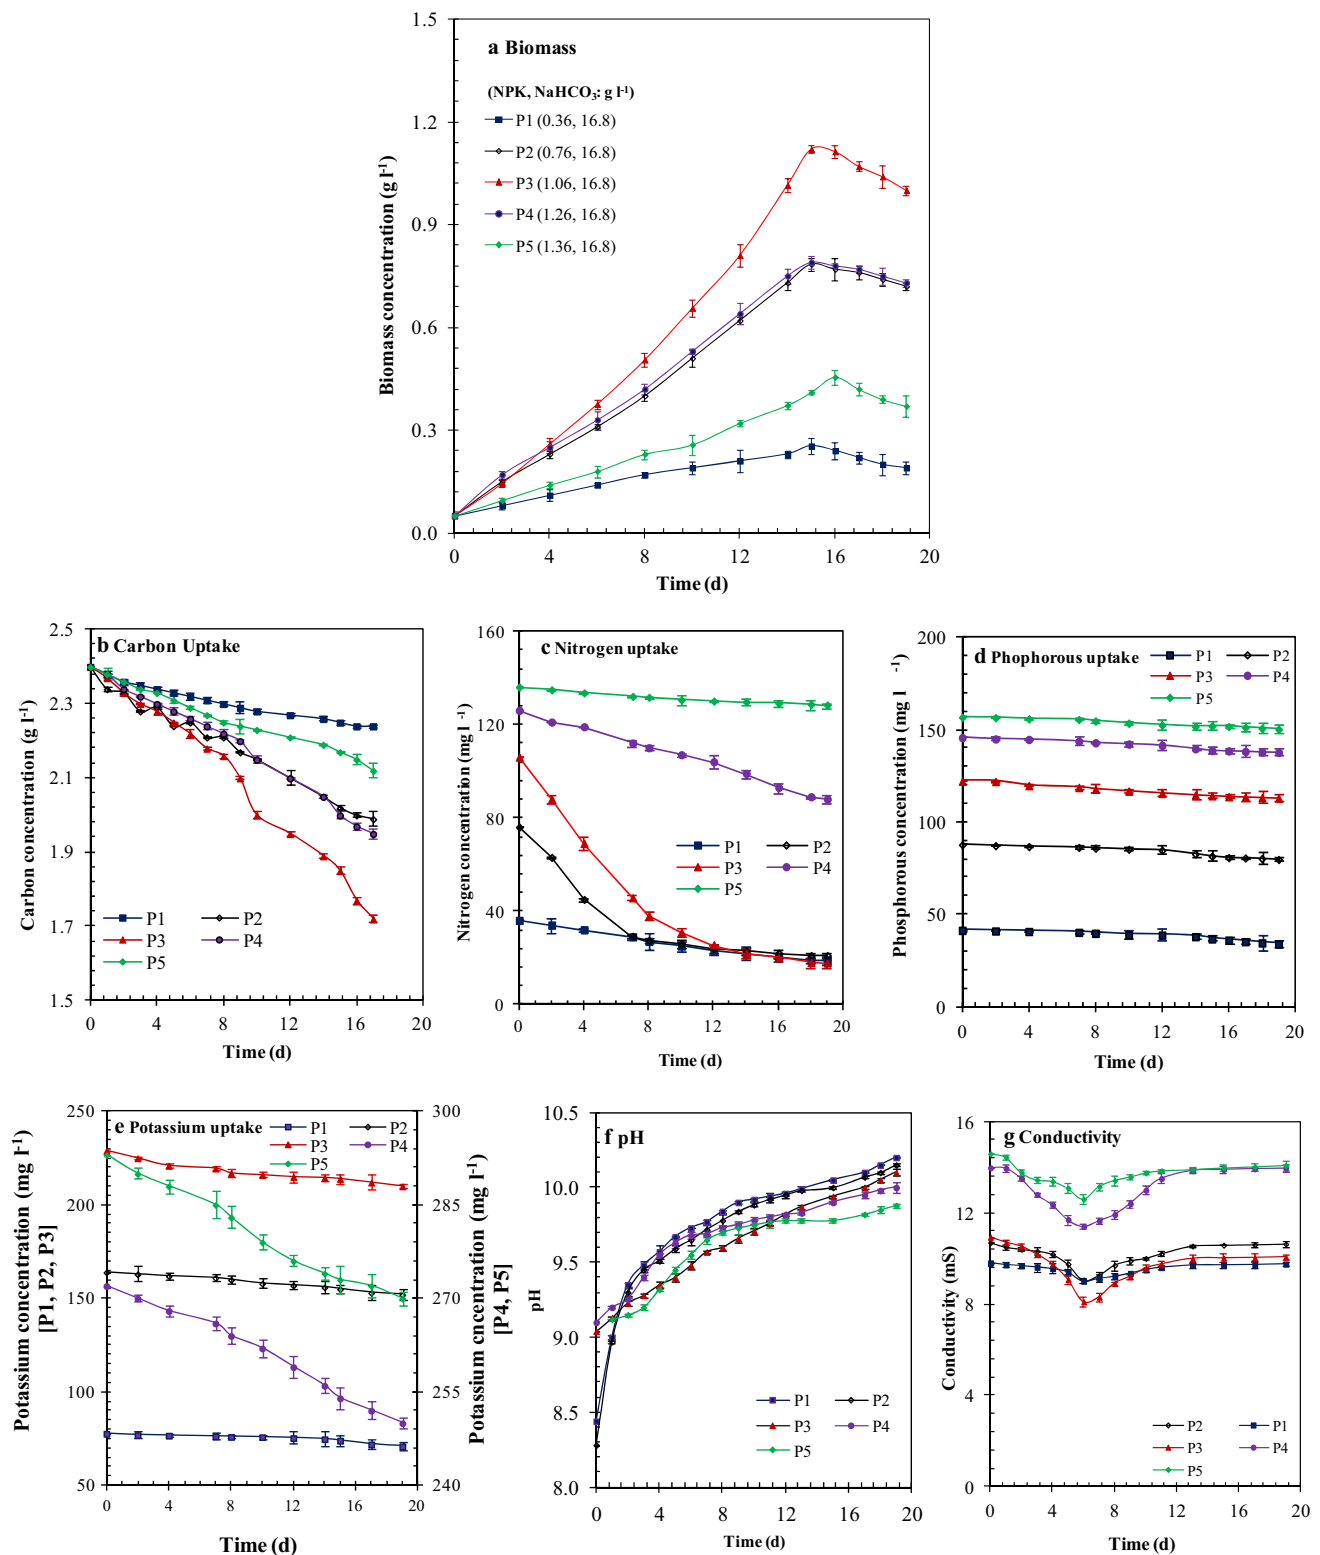 a Biomass
(NPK, NaHCO₃: g l⁻¹)
P1 (0.36, 16.8)
P2 (0.76, 16.8)
P3 (1.06, 16.8)
P4 (1.26, 16.8)
P5 (1.36, 16.8)
Biomass concentration (g l⁻¹)
1.5
1.2
0.9
0.6
0.3
0.0
0 4 8 12 16 20
Time (d)
b Carbon Uptake
Carbon concentration (g l⁻¹)
2.5
2.3
2.1
1.9
1.7
1.5
P1 P2
P3 P4
P5
0 4 8 12 16 20
Time (d)
c Nitrogen uptake
Nitrogen concentration (mg l⁻¹)
160
120
80
40
0
P1 P2
P3 P4
P5
0 4 8 12 16 20
Time (d)
d Phophorous uptake
Phosphorous concentration (mg l⁻¹)
200
150
100
50
0
P1 P2
P3 P4
P5
0 4 8 12 16 20
Time (d)
e Potassium uptake
Potassium concentration (mg l⁻¹)
[P1, P2, P3]
250
200
150
100
50
P1 P2
P3 P4
P5
300
285
270
255
240
Potassium cncentration (mg l⁻¹)
[P4, P5]
0 4 8 12 16 20
Time (d)
f pH
pH
10.5
10.0
9.5
9.0
8.5
8.0
P1 P2
P3 P4
P5
0 4 8 12 16 20
Time (d)
g Conductivity
Conductivity (mS)
16
12
8
4
0
P2 P1
P3 P4
P5
0 4 8 12 16 20
Time (d)